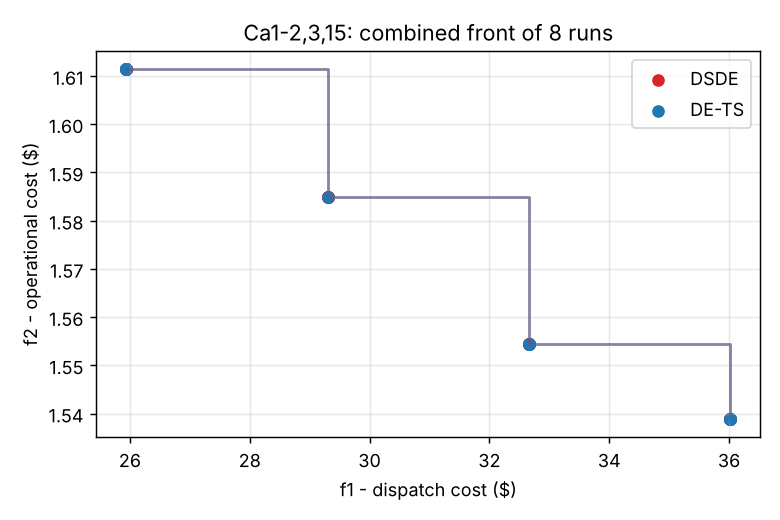 Ca1-2,3,15: combined front of 8 runs
DSDE
DE-TS
f2 - operational cost ($)
1.61
1.60
1.59
1.58
1.57
1.56
1.55
1.54
26 28 30 32 34 36
f1 - dispatch cost ($)